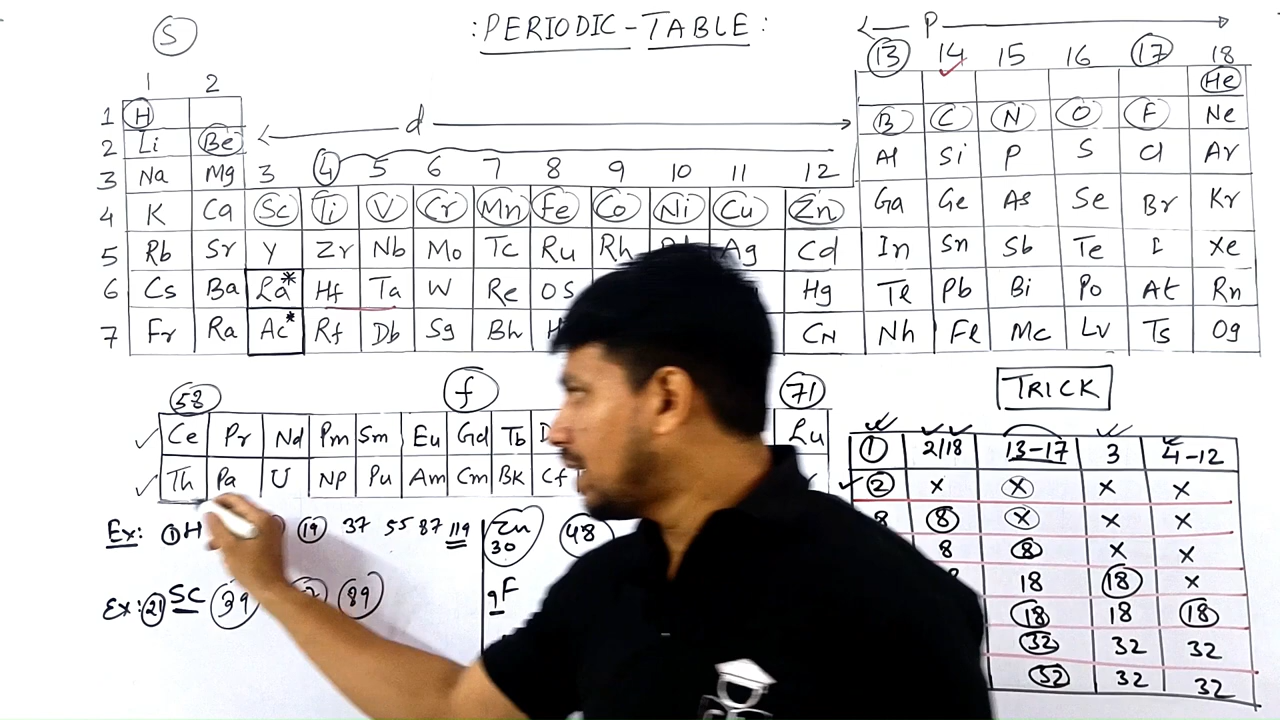 S :PERIODIC-TABLE: P
13 14 15 16 17 18
1 2 He
1 H B C N O F Ne
2 Li Be d Al Si P S Cl Ar
3 Na Mg 3 4 5 6 7 8 9 10 11 12
4 K Ca Sc Ti V Cr Mn Fe Co Ni Cu Zn Ga Ge As Se Br Kr
5 Rb Sr Y Zr Nb Mo Tc Ru Rh Ag Cd In Sn Sb Te I Xe
6 Cs Ba La* Hf Ta W Re OS Hg Te Pb Bi Po At Rn
7 Fr Ra Ac* Rf Db Sg Bh CN Nh Fl Mc Lv Ts Og
58 f 71 TRICK
Ce Pr Nd Pm Sm Eu Gd Tb Lu
Th Pa U NP Pu Am Cm BK Cf
1 2/18 13-17 3 4-12
2 x x x x
8 8 x x x
8 8 x x
18 18 x
18 18 18
32 32 32
32 32 32
Ex: 1 H 19 37 55 87 119 Zn 30 48
Ex: 21 SC 39 89 9F